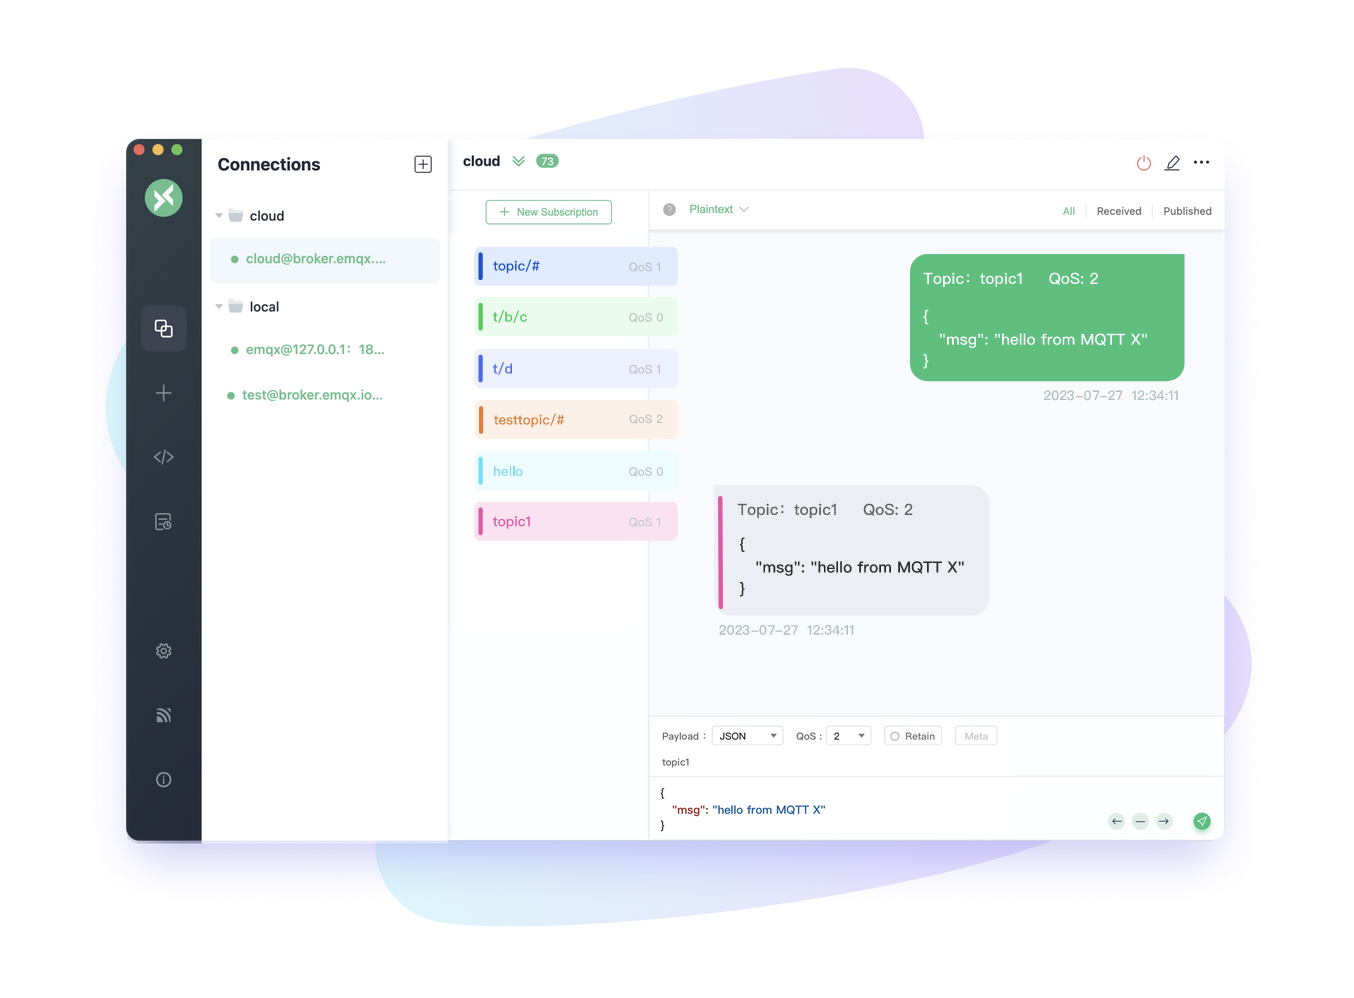 Connections
cloud
cloud@broker.emqx....
local
emqx@127.0.0.1: 18...
test@broker.emqx.io...
cloud 73
New Subscription
topic/# QoS 1
t/b/c QoS 0
t/d QoS 1
testtopic/# QoS 2
hello QoS 0
topic1 QoS 1
? Plaintext All Received Published
Topic: topic1 QoS: 2
{
"msg": "hello from MQTT X"
}
2023-07-27 12:34:11
Topic: topic1 QoS: 2
{
"msg": "hello from MQTT X"
}
2023-07-27 12:34:11
Payload : JSON QoS : 2 Retain Meta
topic1
{
"msg": "hello from MQTT X"
}